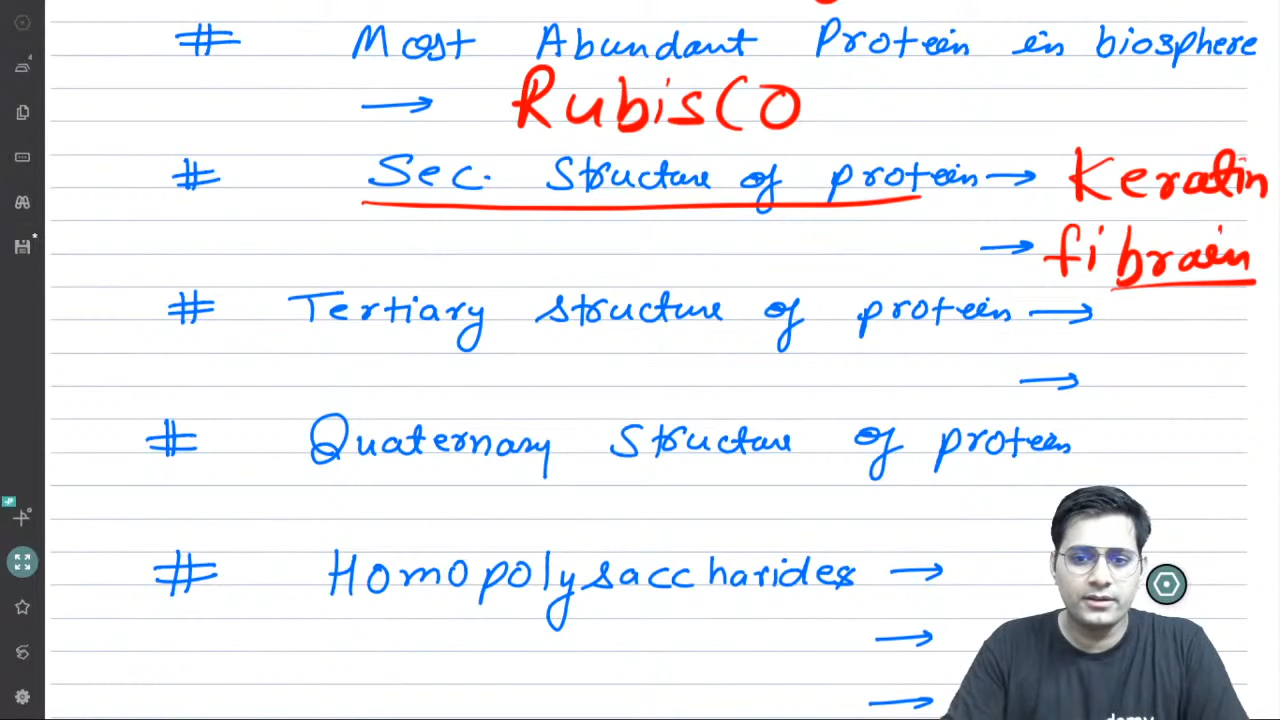 # Most Abundant Protein in biosphere
→ RubisCO
# Sec. Structure of protein → Keratin
→ fibrain
# Tertiary structure of protein →
→
# Quaternary Structure of protein
# Homopolysaccharides →
→
→